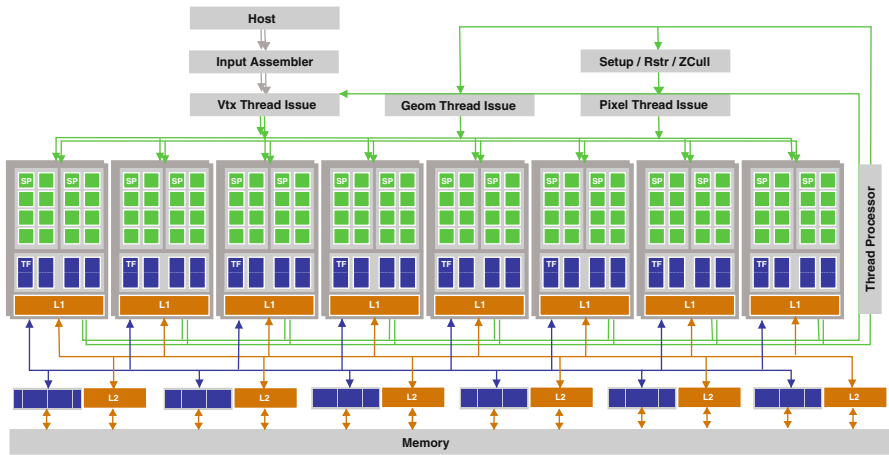 Host
Input Assembler
Setup / Rstr / ZCull
Vtx Thread Issue
Geom Thread Issue
Pixel Thread Issue
SP SP SP SP SP SP SP SP SP SP SP SP SP SP SP SP
TF TF TF TF TF TF TF TF
L1 L1 L1 L1 L1 L1 L1 L1
Thread Processor
L2 L2 L2 L2 L2 L2
Memory